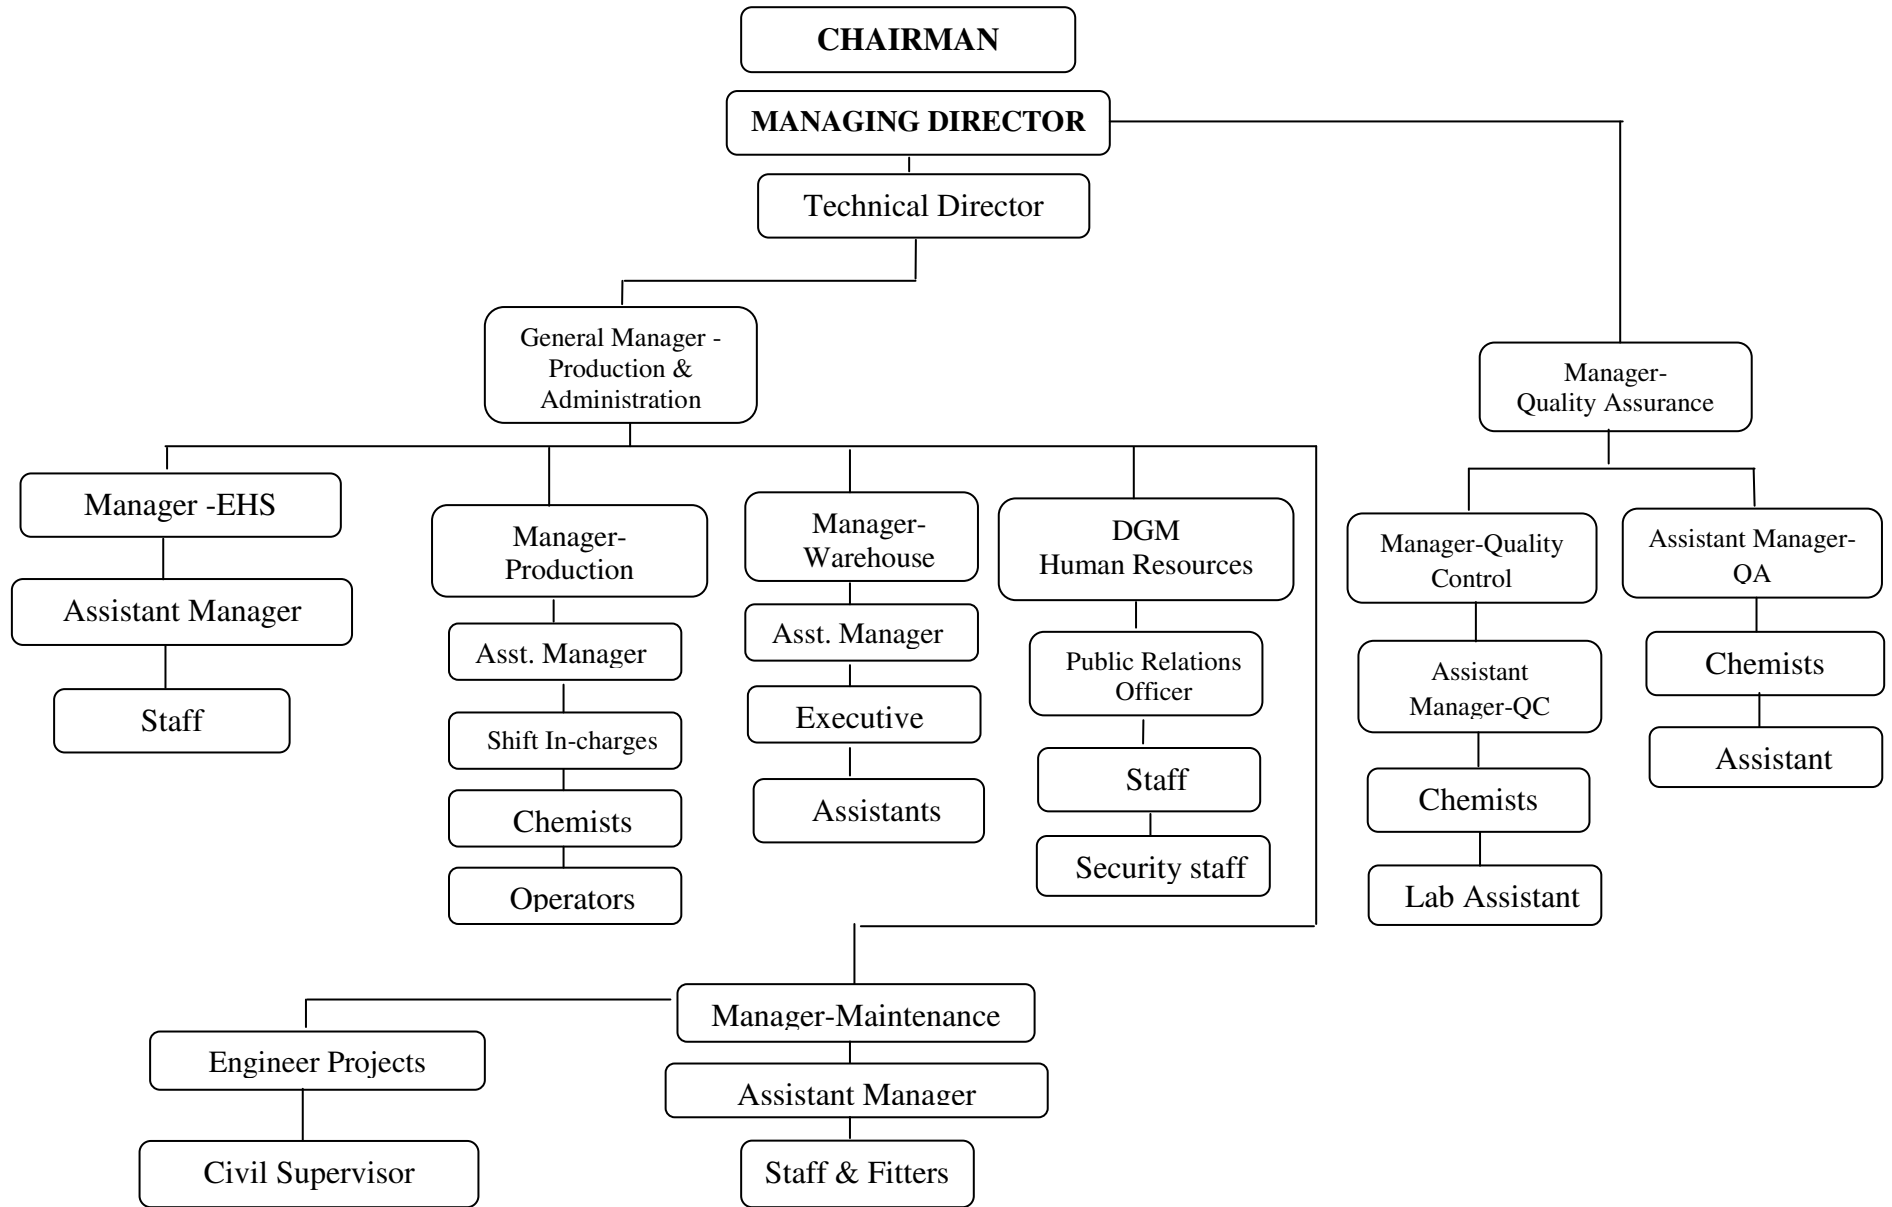 CHAIRMAN
MANAGING DIRECTOR
Technical Director
General Manager -
Production &
Administration
Manager-
Quality Assurance
Manager -EHS
Assistant Manager
Staff
Manager-
Production
Asst. Manager
Shift In-charges
Chemists
Operators
Manager-
Warehouse
Asst. Manager
Executive
Assistants
DGM
Human Resources
Public Relations
Officer
Staff
Security staff
Manager-Quality
Control
Assistant
Manager-QC
Chemists
Lab Assistant
Assistant Manager-
QA
Chemists
Assistant
Manager-Maintenance
Assistant Manager
Staff & Fitters
Engineer Projects
Civil Supervisor